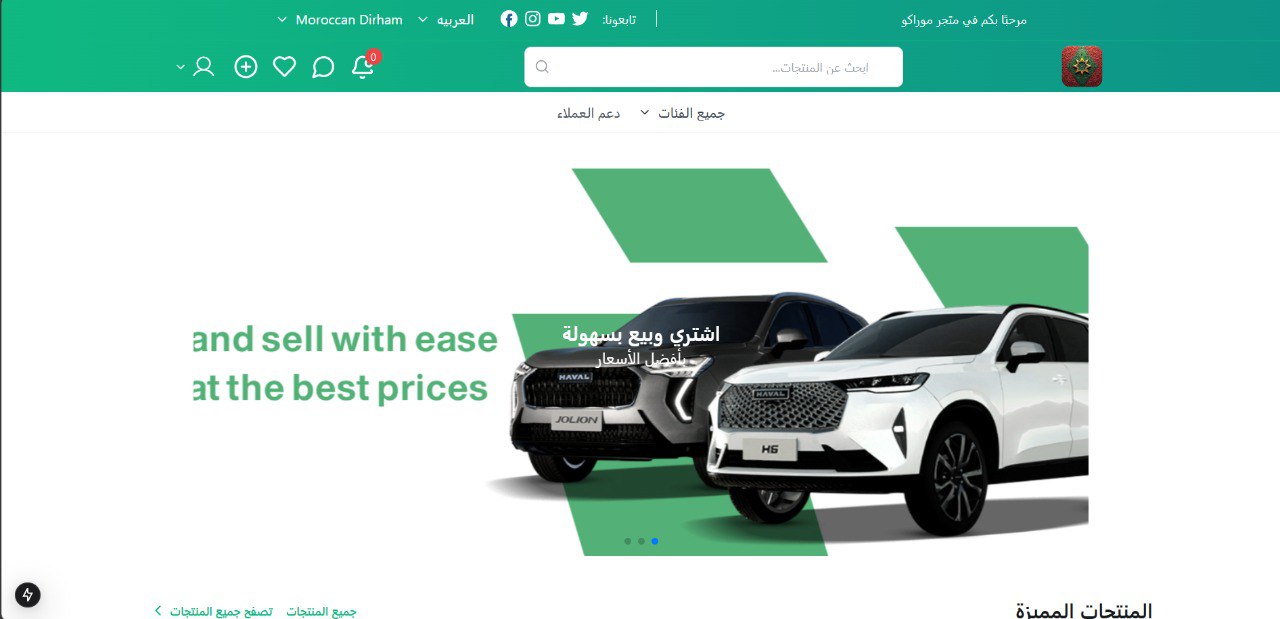 مرحبًا بكم في متجر موراكو
تابعونا:
العربيه
Moroccan Dirham
ابحث عن المنتجات...
0
جميع الفئات
دعم العملاء
and sell with ease
at the best prices
اشتري وبيع بسهولة
بأفضل الأسعار
HAVAL
JOLION
HAVAL
H6
المنتجات المميزة
جميع المنتجات
تصفح جميع المنتجات